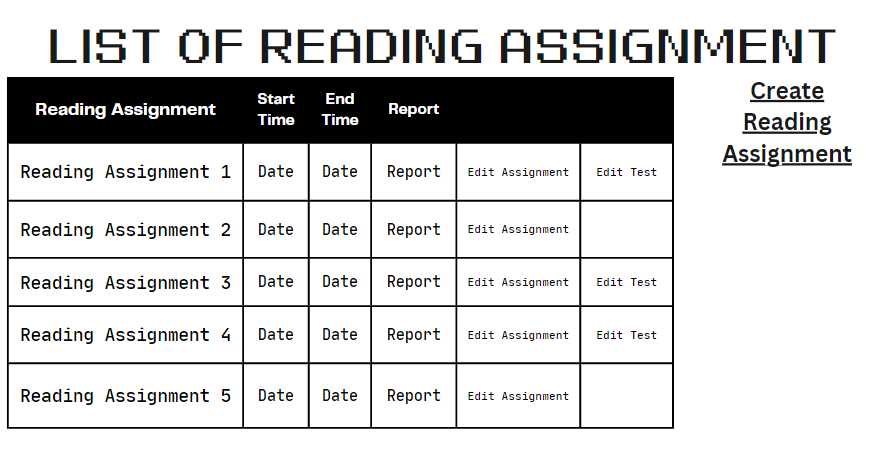 LIST OF READING ASSIGNMENT
Reading Assignment Start Time End Time Report
Create
Reading
Assignment
Reading Assignment 1 Date Date Report Edit Assignment Edit Test
Reading Assignment 2 Date Date Report Edit Assignment
Reading Assignment 3 Date Date Report Edit Assignment Edit Test
Reading Assignment 4 Date Date Report Edit Assignment Edit Test
Reading Assignment 5 Date Date Report Edit Assignment